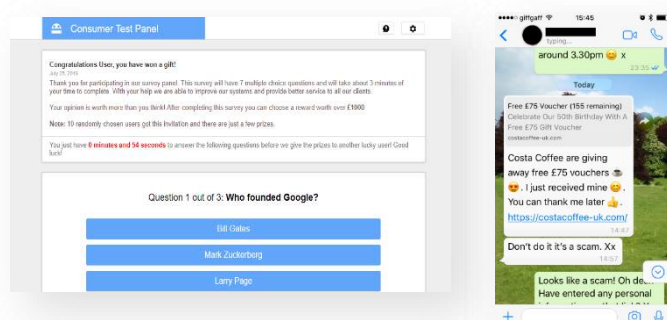 Consumer Test Panel
Congratulations User, you have won a gift!
July 25, 2016
Thank you for participating in our survey panel. This survey will have 7 multiple choice questions and will take about 3 minutes of
your time to complete. With your help we are able to improve our systems and provide better service to all our clients.
Your opinion is worth more than you think! After completing this survey you can choose a reward worth over £1000
Note: 10 randomly chosen users got this invitation and there are just a few prizes.
You just have 0 minutes and 54 seconds to answer the following questions before we give the prizes to another lucky user! Good
luck!
Question 1 out of 3: Who founded Google?
Bill Gates
Mark Zuckerberg
Larry Page
giffgaff
15:45
typing...
around 3.30pm 😊 x
23:35
Today
Free £75 Voucher (155 remaining)
Celebrate Our 50th Birthday With A
Free £75 Gift Voucher
costacoffee-uk.com
Costa Coffee are giving
away free £75 vouchers ☕
😍. I just received mine 😊.
You can thank me later 👍.
https://costacoffee-uk.com/
14:47
Don't do it it's a scam. Xx
14:57
Looks like a scam! Oh
Have entered any personal